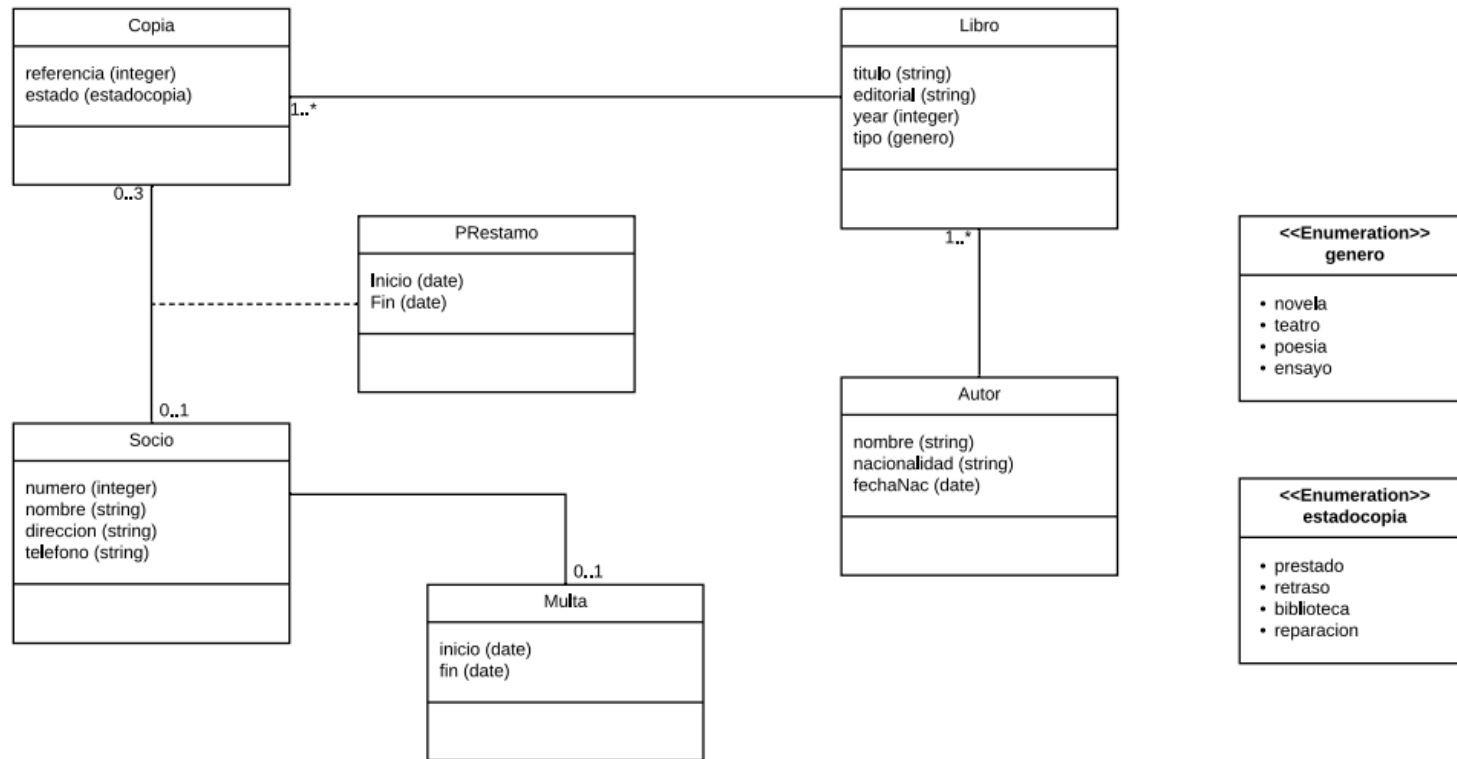 Copia
referencia (integer)
estado (estadocopia)
1..*
0..3
Libro
titulo (string)
editorial (string)
year (integer)
tipo (genero)
1..*
PRestamo
Inicio (date)
Fin (date)
<<Enumeration>>
genero
• novela
• teatro
• poesia
• ensayo
0..1
Socio
numero (integer)
nombre (string)
direccion (string)
telefono (string)
Autor
nombre (string)
nacionalidad (string)
fechaNac (date)
<<Enumeration>>
estadocopia
• prestado
• retraso
• biblioteca
• reparacion
0..1
Multa
inicio (date)
fin (date)